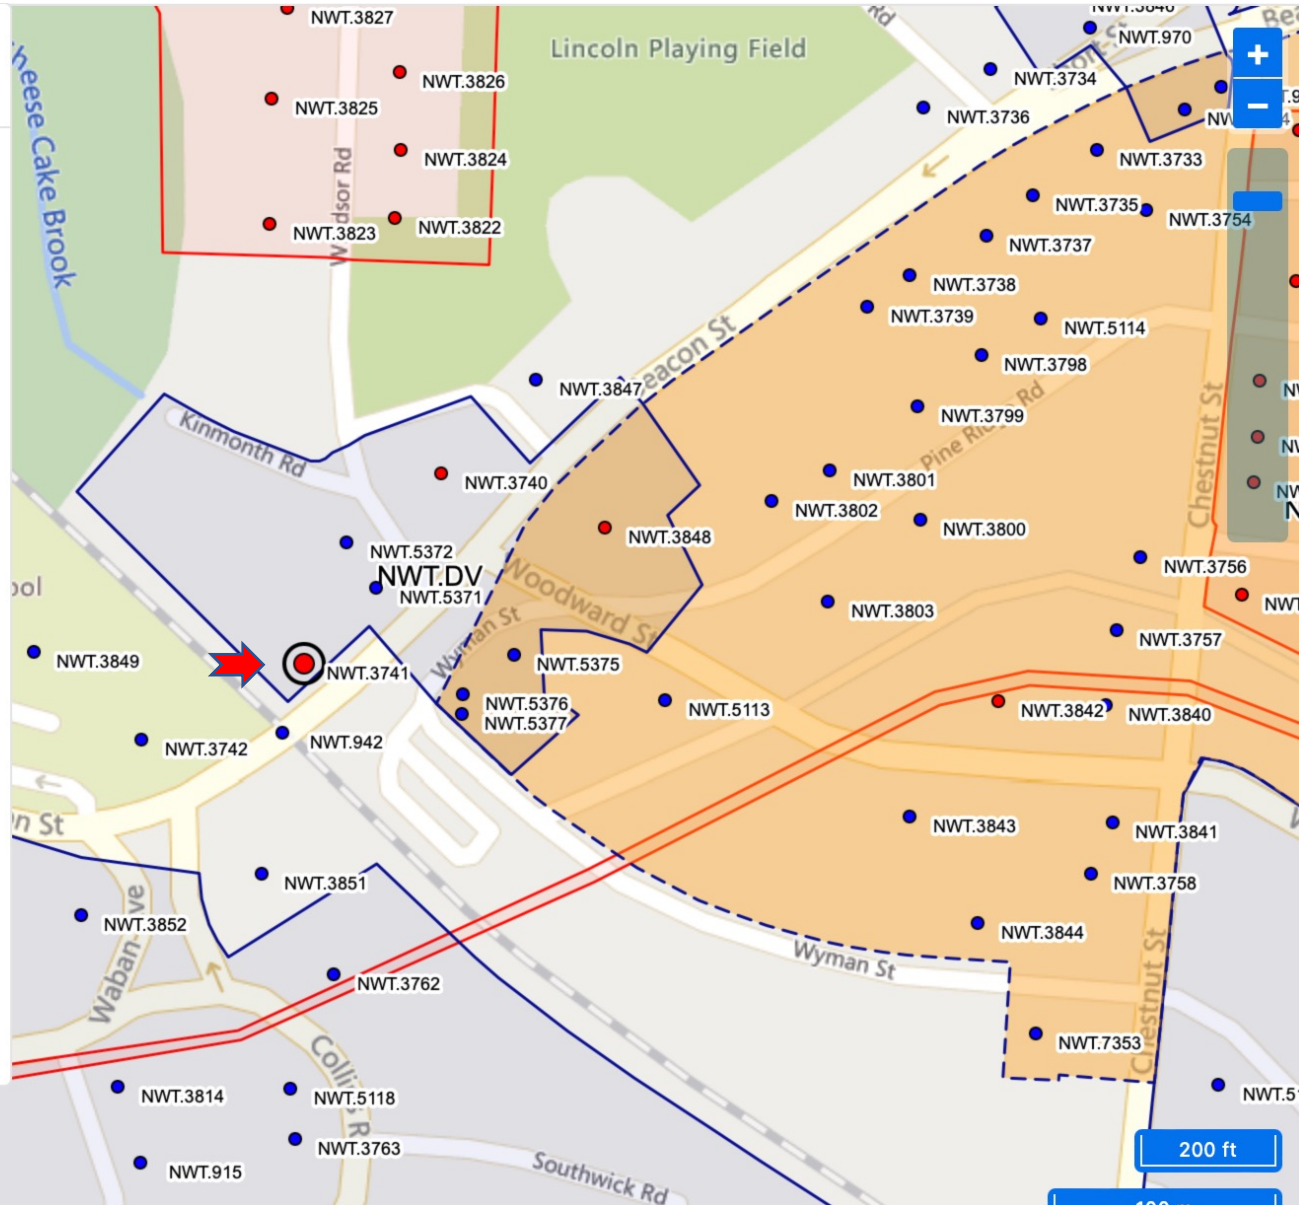 NWT.3827
Rd
NWT.970
Lincoln Playing Field
NWT.3826
NWT.3734
NWT.3825
NWT.3736
NWT.3824
NWT.3733
Cheese Cake Brook
Windsor Rd
NWT.3823
NWT.3822
NWT.3735
NWT.3754
NWT.3737
NWT.3738
NWT.3739
NWT.5114
Beacon St
NWT.3798
NWT.3847
NWT.3799
Pine Ridge Rd
Chestnut St
Kinmonth Rd
NWT.3740
NWT.3801
NWT.3802
NWT.3800
NWT.3848
NWT.5372
NWT.DV
NWT.5371
Woodward St
NWT.3756
NWT.3803
Wyman St
NWT.3757
NWT.3849
NWT.3741
NWT.5375
NWT.5376
NWT.5377
NWT.5113
NWT.3842
NWT.3840
NWT.3742
NWT.942
NWT.3843
NWT.3841
NWT.3851
NWT.3758
NWT.3852
Waban Ave
NWT.3844
Wyman St
NWT.3762
Chestnut St
NWT.7353
NWT.3814
NWT.5118
NWT.3763
NWT.915
Southwick Rd
+
−
200 ft